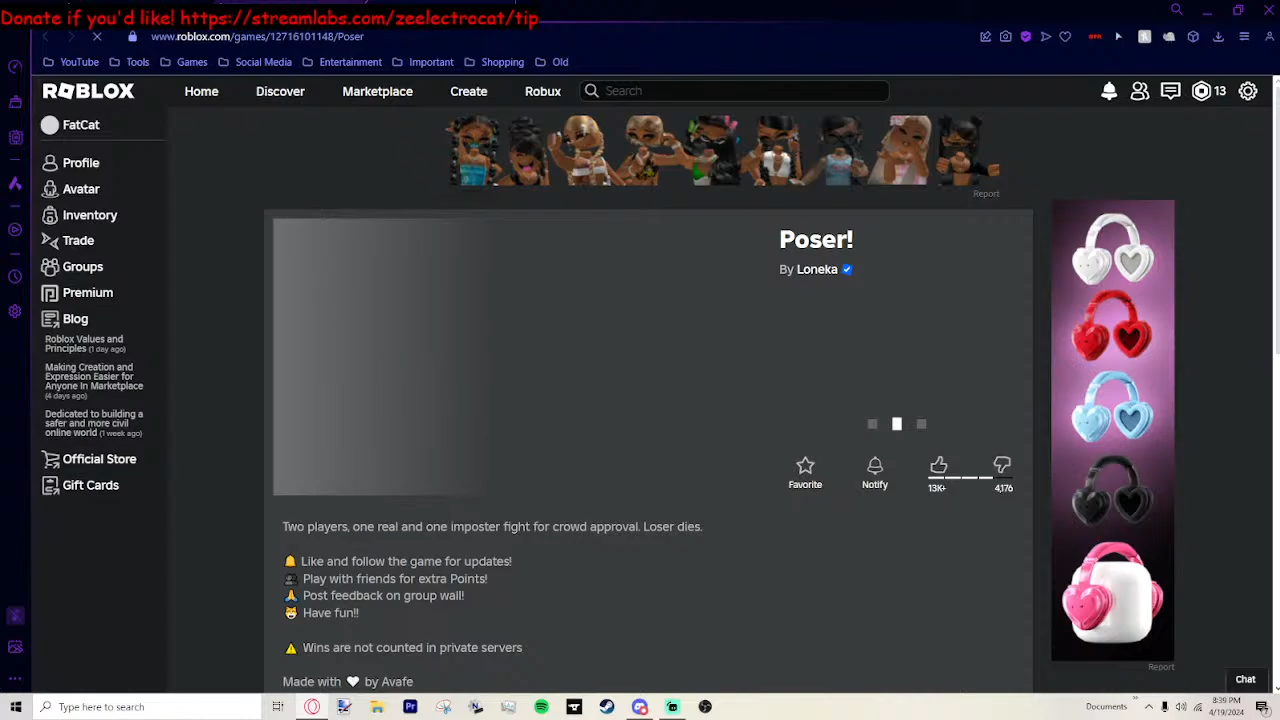 Donate if you'd like! https://streamlabs.com/zeelectrocat/tip
www.roblox.com/games/12716101148/Poser
YouTube Tools Games Social Media Entertainment Important Shopping Old
ROBLOX Home Discover Marketplace Create Robux Search 13
FatCat
Profile
Avatar
Inventory
Trade
Groups
Premium
Blog
Roblox Values and
Principles (1 day ago)
Making Creation and
Expression Easier for
Anyone In Marketplace
(4 days ago)
Dedicated to building a
safer and more civil
online world (1 week ago)
Official Store
Gift Cards
Report
Poser!
By Loneka
Favorite Notify 13K+ 4,176
Two players, one real and one imposter fight for crowd approval. Loser dies.
🔔 Like and follow the game for updates!
👥 Play with friends for extra Points!
🙏 Post feedback on group wall!
😺 Have fun!!
⚠️ Wins are not counted in private servers
Made with ❤ by Avafe
Report
Chat
Type here to search
Pr
Documents
8:39 PM
4/19/2024